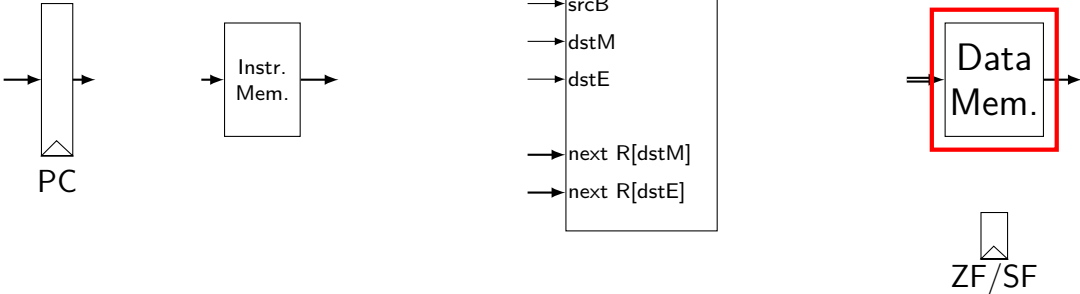 PC
Instr.
Mem.
srcB
dstM
dstE
next R[dstM]
next R[dstE]
Data
Mem.
ZF/SF